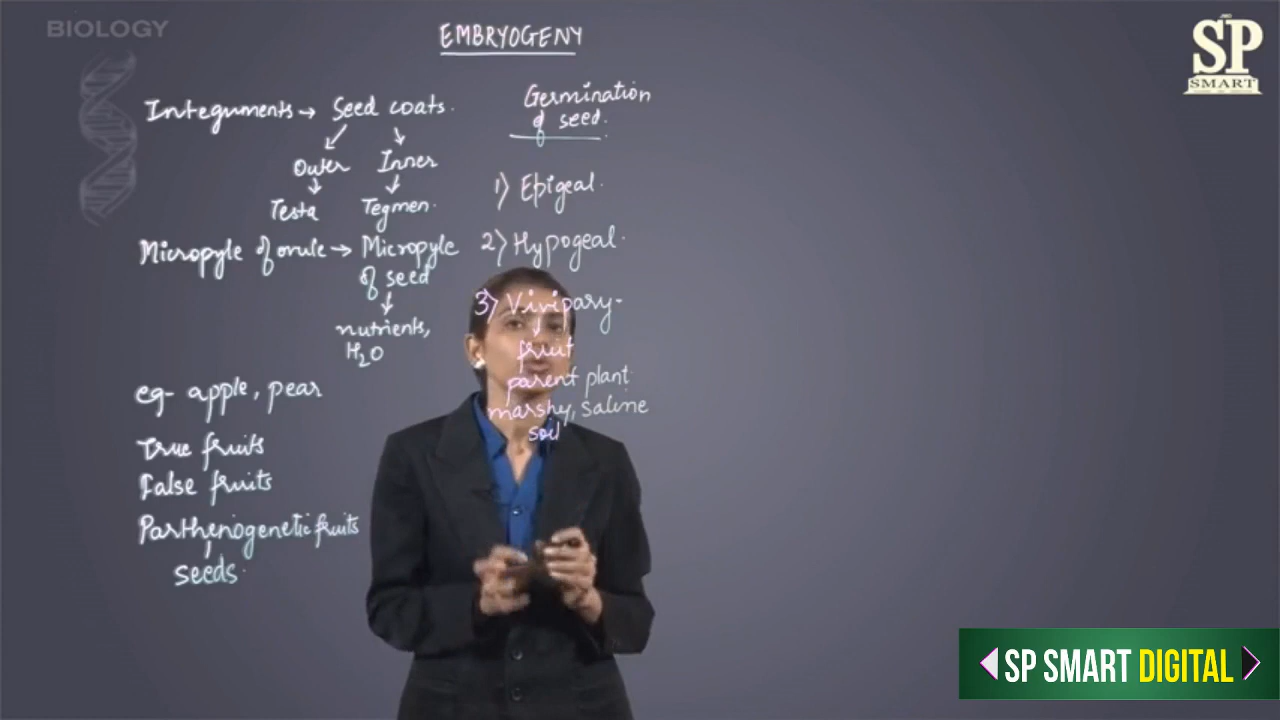 BIOLOGY
EMBRYOGENY
SP
SMART
Integuments → Seed coats.
Outer Inner
Testa Tegmen.
Micropyle of ovule → Micropyle
of seed
nutrients,
H2O
eg- apple, pear
True fruits
False fruits
Parthenogenetic fruits
seeds.
Germination
of seed.
1) Epigeal.
2) Hypogeal.
3) Vivipary-
fruit
parent plant
marshy, saline
soil
SP SMART DIGITAL